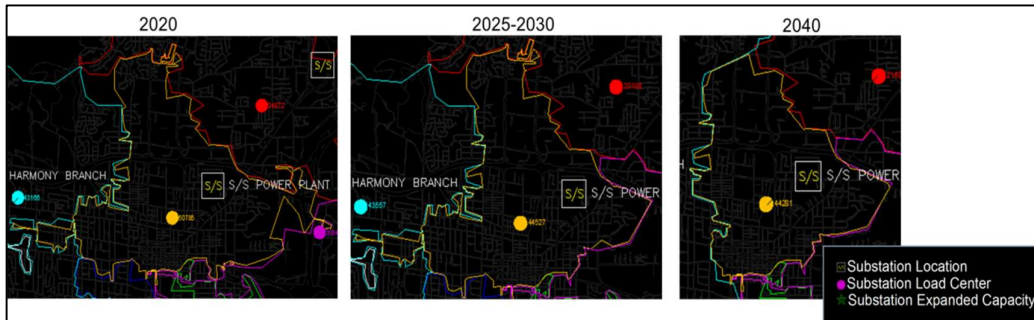 2020
2025-2030
2040
S/S
HARMONY BRANCH
S/S S/S POWER PLANT
HARMONY BRANCH
S/S S/S POWER
44527
H
S/S S/S POWER
Substation Location
Substation Load Center
Substation Expanded Capacity